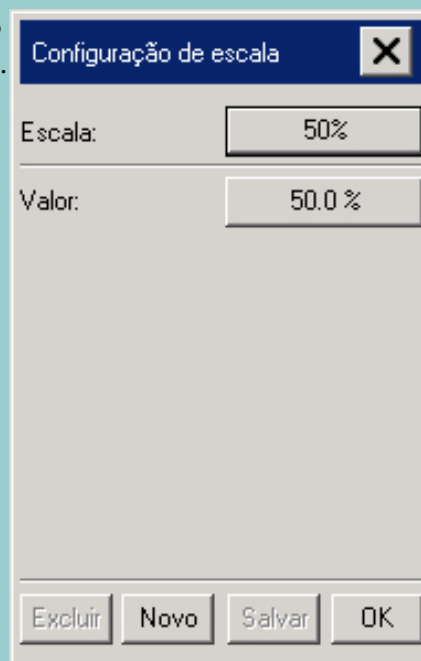 Configuração de escala
Escala: 50%
Valor: 50.0 %
Excluir Novo Salvar OK